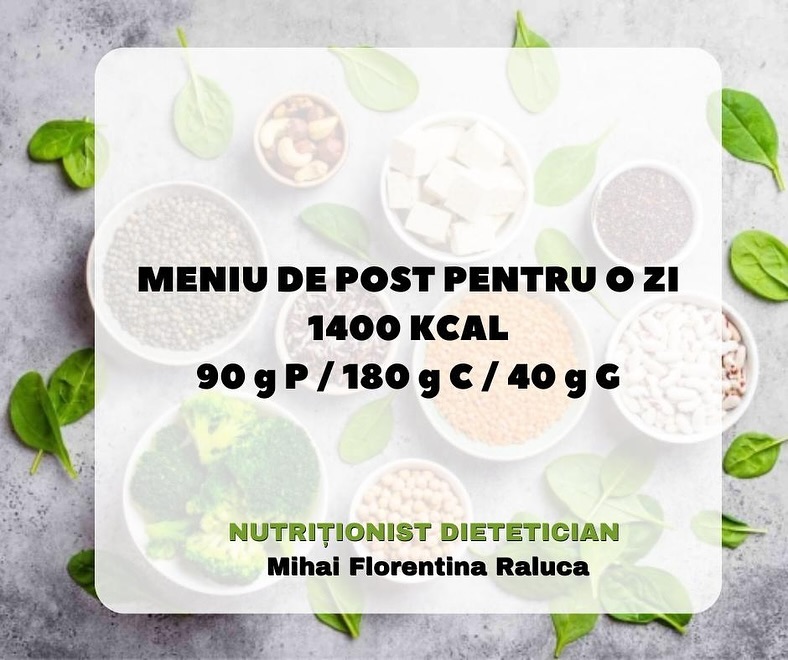 MENIU DE POST PENTRU O ZI
1400 KCAL
90 g P / 180 g C / 40 g G
NUTRIȚIONIST DIETETICIAN
Mihai Florentina Raluca